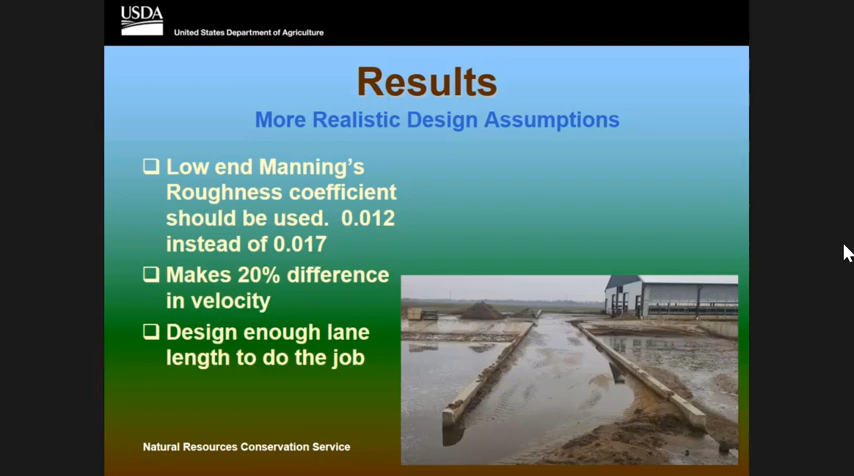 USDA
United States Department of Agriculture
Results
More Realistic Design Assumptions
Low end Manning's
Roughness coefficient
should be used. 0.012
instead of 0.017
Makes 20% difference
in velocity
Design enough lane
length to do the job
Natural Resources Conservation Service